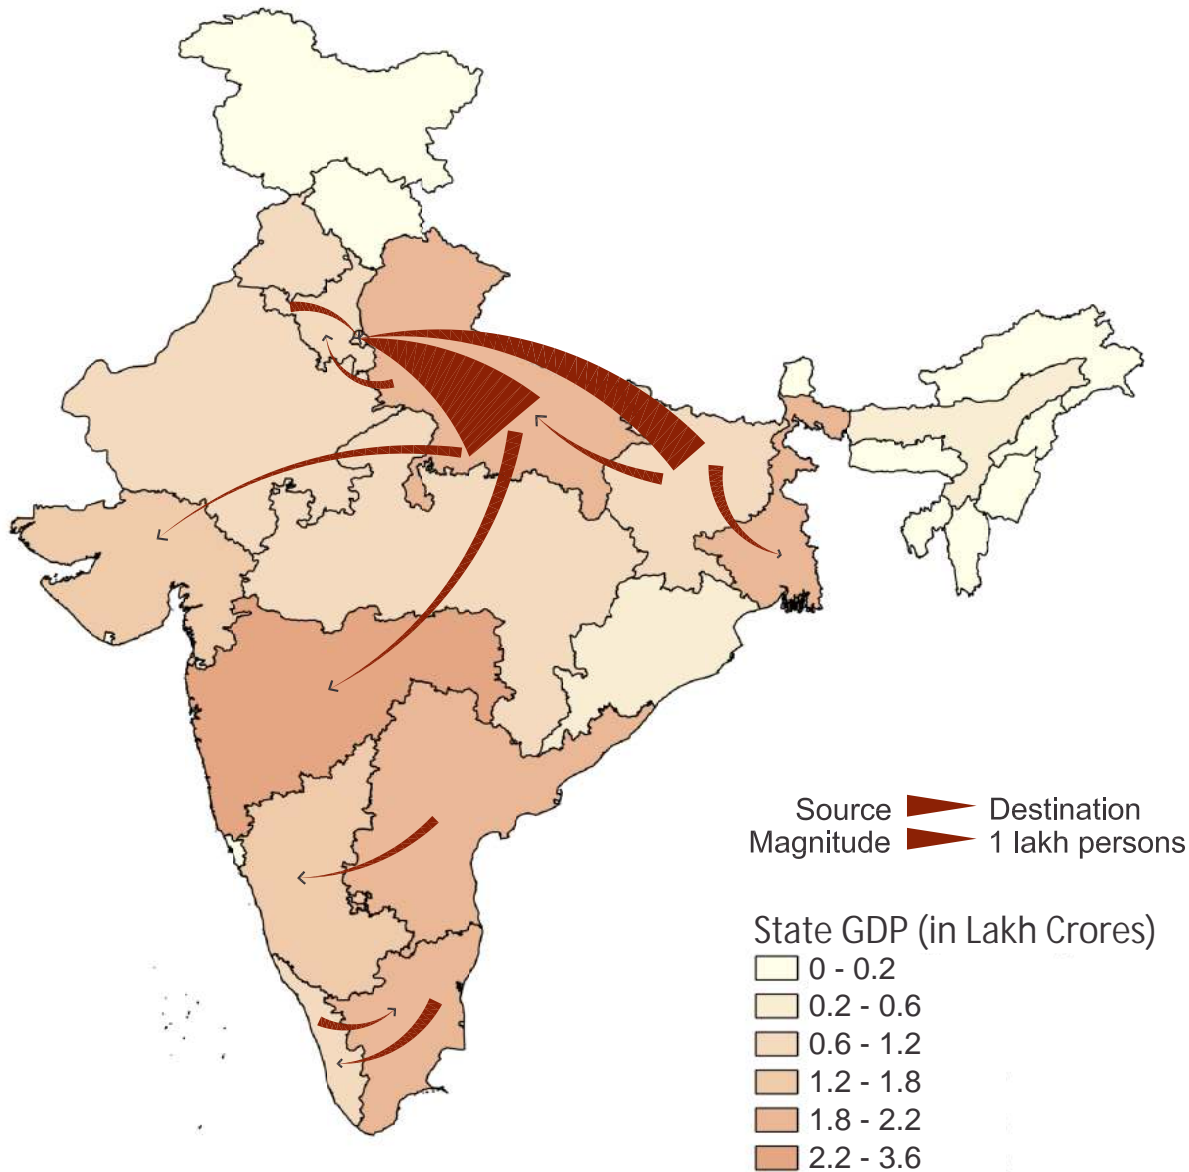 Source Destination
Magnitude 1 lakh persons
State GDP (in Lakh Crores)
0 - 0.2
0.2 - 0.6
0.6 - 1.2
1.2 - 1.8
1.8 - 2.2
2.2 - 3.6